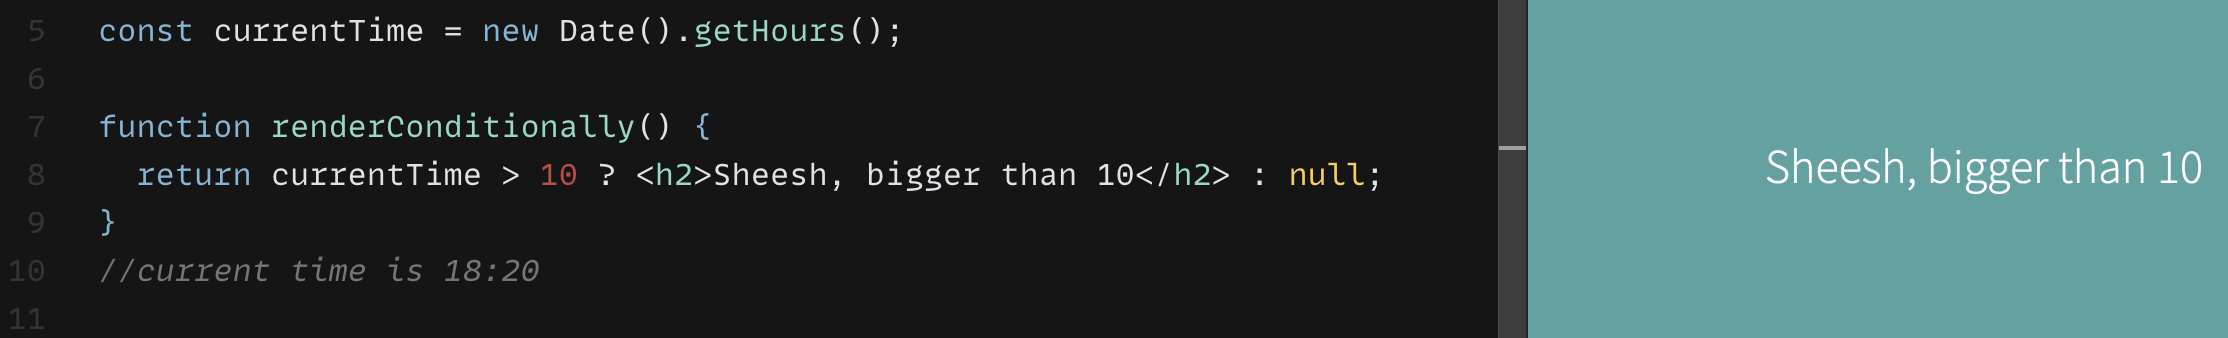 5 const currentTime = new Date().getHours();
6
7 function renderConditionally() {
8 return currentTime > 10 ? <h2>Sheesh, bigger than 10</h2> : null;
9 }
10 //current time is 18:20
11
Sheesh, bigger than 10